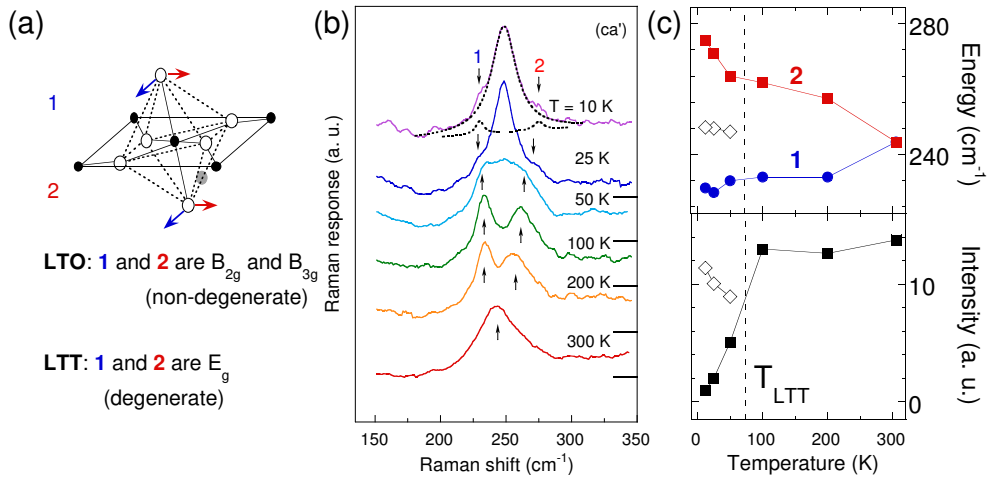 (a)
1
2
LTO: 1 and 2 are B2g and B3g
(non-degenerate)
LTT: 1 and 2 are Eg
(degenerate)
(b)
(ca')
1
2
T = 10 K
25 K
50 K
100 K
200 K
300 K
Raman response (a. u.)
150 200 250 300 350
Raman shift (cm-1)
(c)
280
240
Energy (cm-1)
2
1
10
0
Intensity (a. u.)
TLTT
0 100 200 300
Temperature (K)